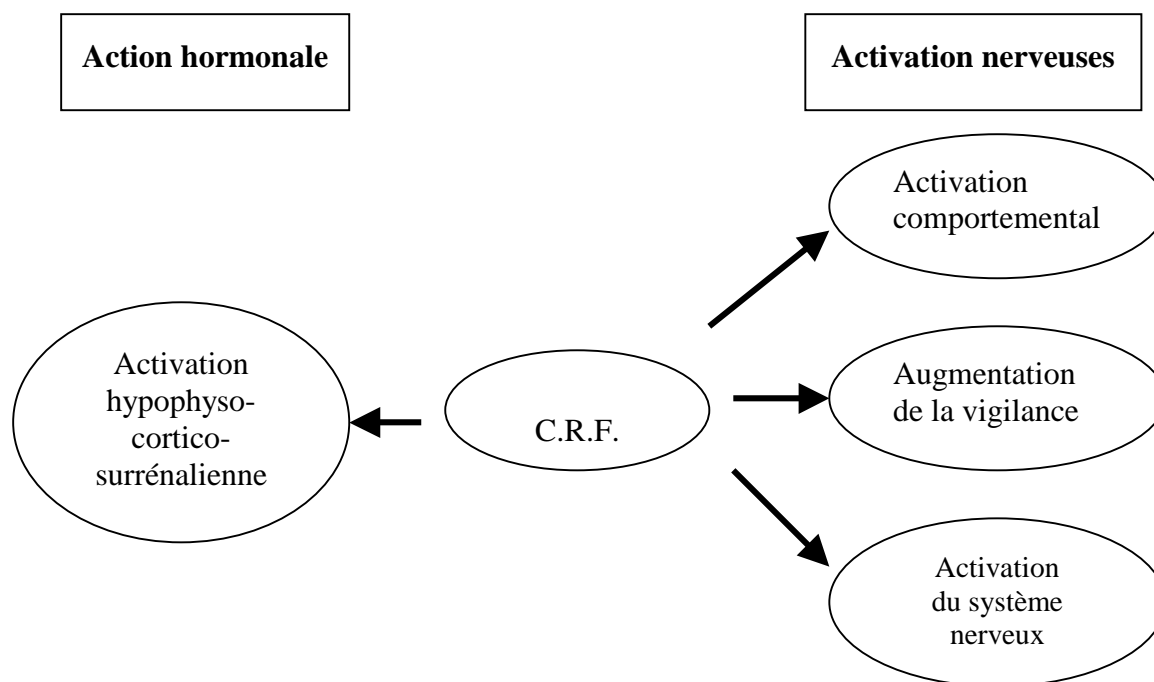 Action hormonale
Activation nerveuses
Activation
comportemental
Activation
hypophyso-
cortico-
surrénalienne
C.R.F.
Augmentation
de la vigilance
Activation
du système
nerveux